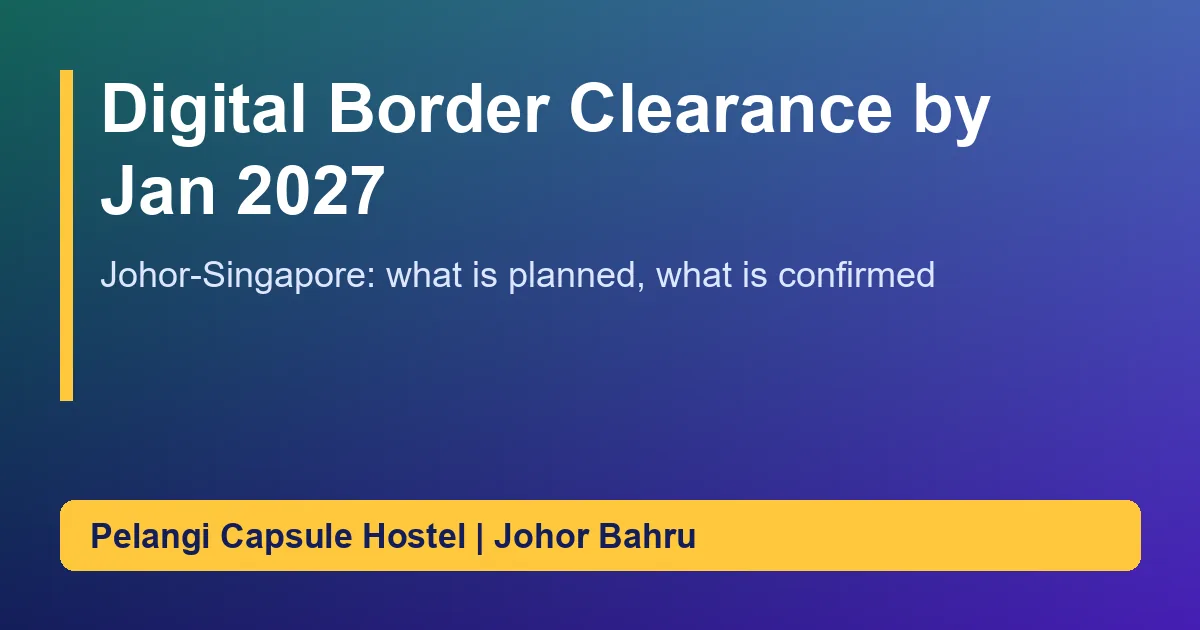 Digital Border Clearance by
Jan 2027
Johor-Singapore: what is planned, what is confirmed
Pelangi Capsule Hostel | Johor Bahru